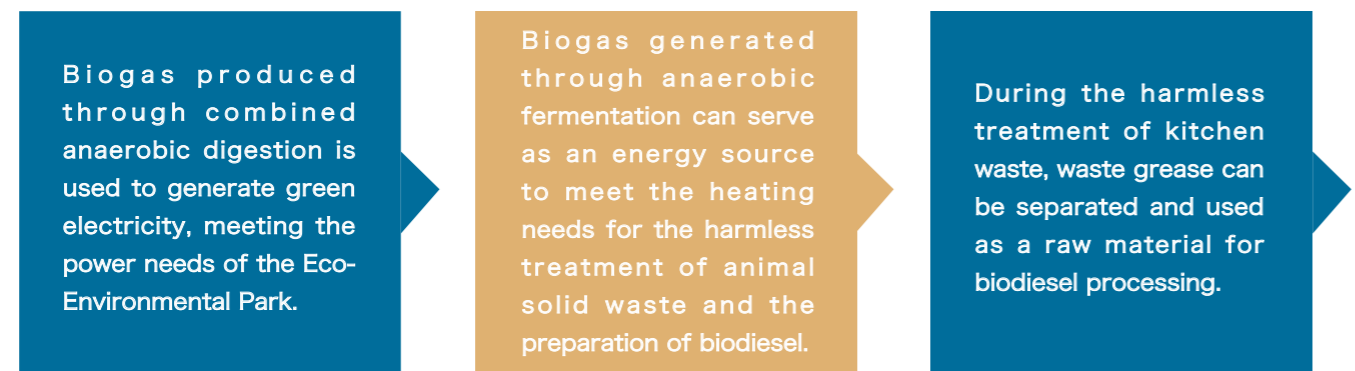 Biogas produced
through combined
anaerobic digestion is
used to generate green
electricity, meeting the
power needs of the Eco-
Environmental Park.
Biogas generated
through anaerobic
fermentation can serve
as an energy source
to meet the heating
needs for the harmless
treatment of animal
solid waste and the
preparation of biodiesel.
During the harmless
treatment of kitchen
waste, waste grease can
be separated and used
as a raw material for
biodiesel processing.